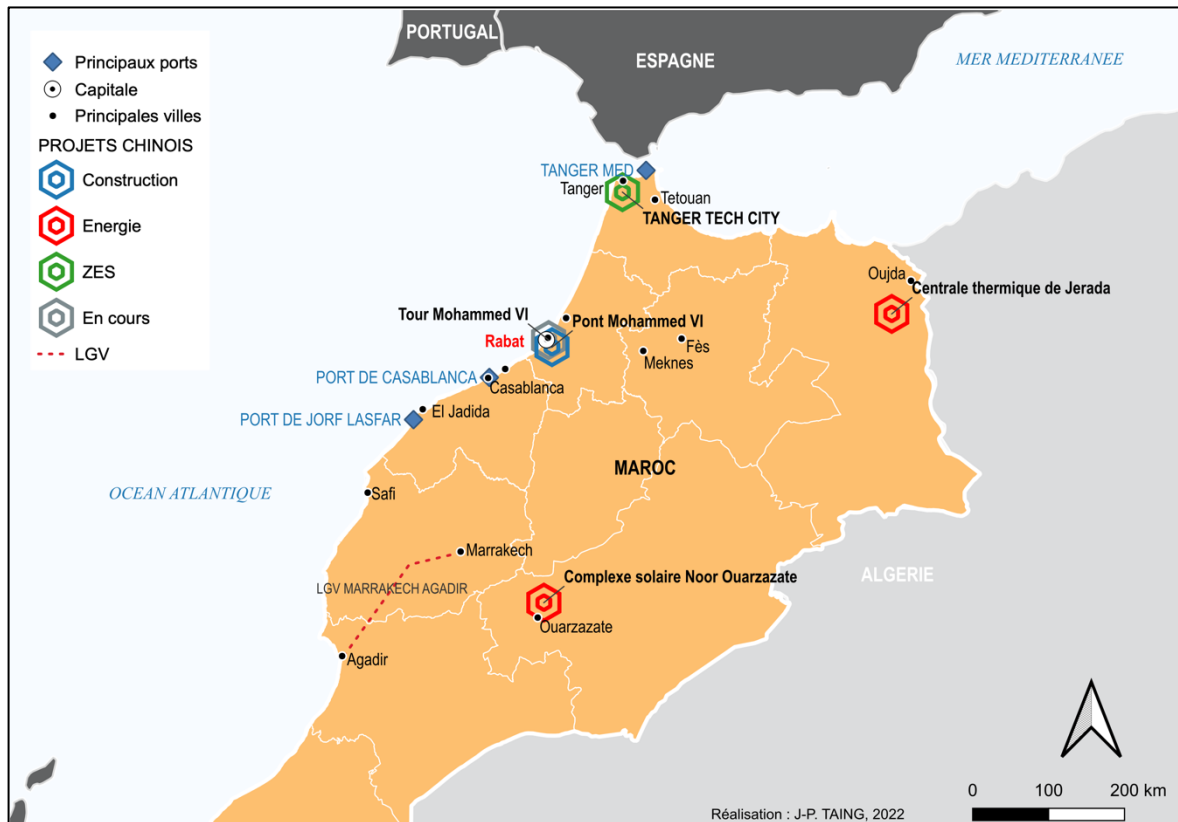 PORTUGAL
ESPAGNE
MER MEDITERRANEE
Principaux ports
Capitale
Principales villes
PROJETS CHINOIS
Construction
Energie
ZES
En cours
LGV
TANGER MED
Tanger
Tetouan
TANGER TECH CITY
Oujda
Centrale thermique de Jerada
Tour Mohammed VI
Pont Mohammed VI
Rabat
Fès
Meknes
PORT DE CASABLANCA
Casablanca
El Jadida
PORT DE JORF LASFAR
MAROC
OCEAN ATLANTIQUE
Safi
Marrakech
LGV MARRAKECH AGADIR
Complexe solaire Noor Ouarzazate
ALGERIE
Ouarzazate
Agadir
0 100 200 km
Réalisation : J-P. TAING, 2022